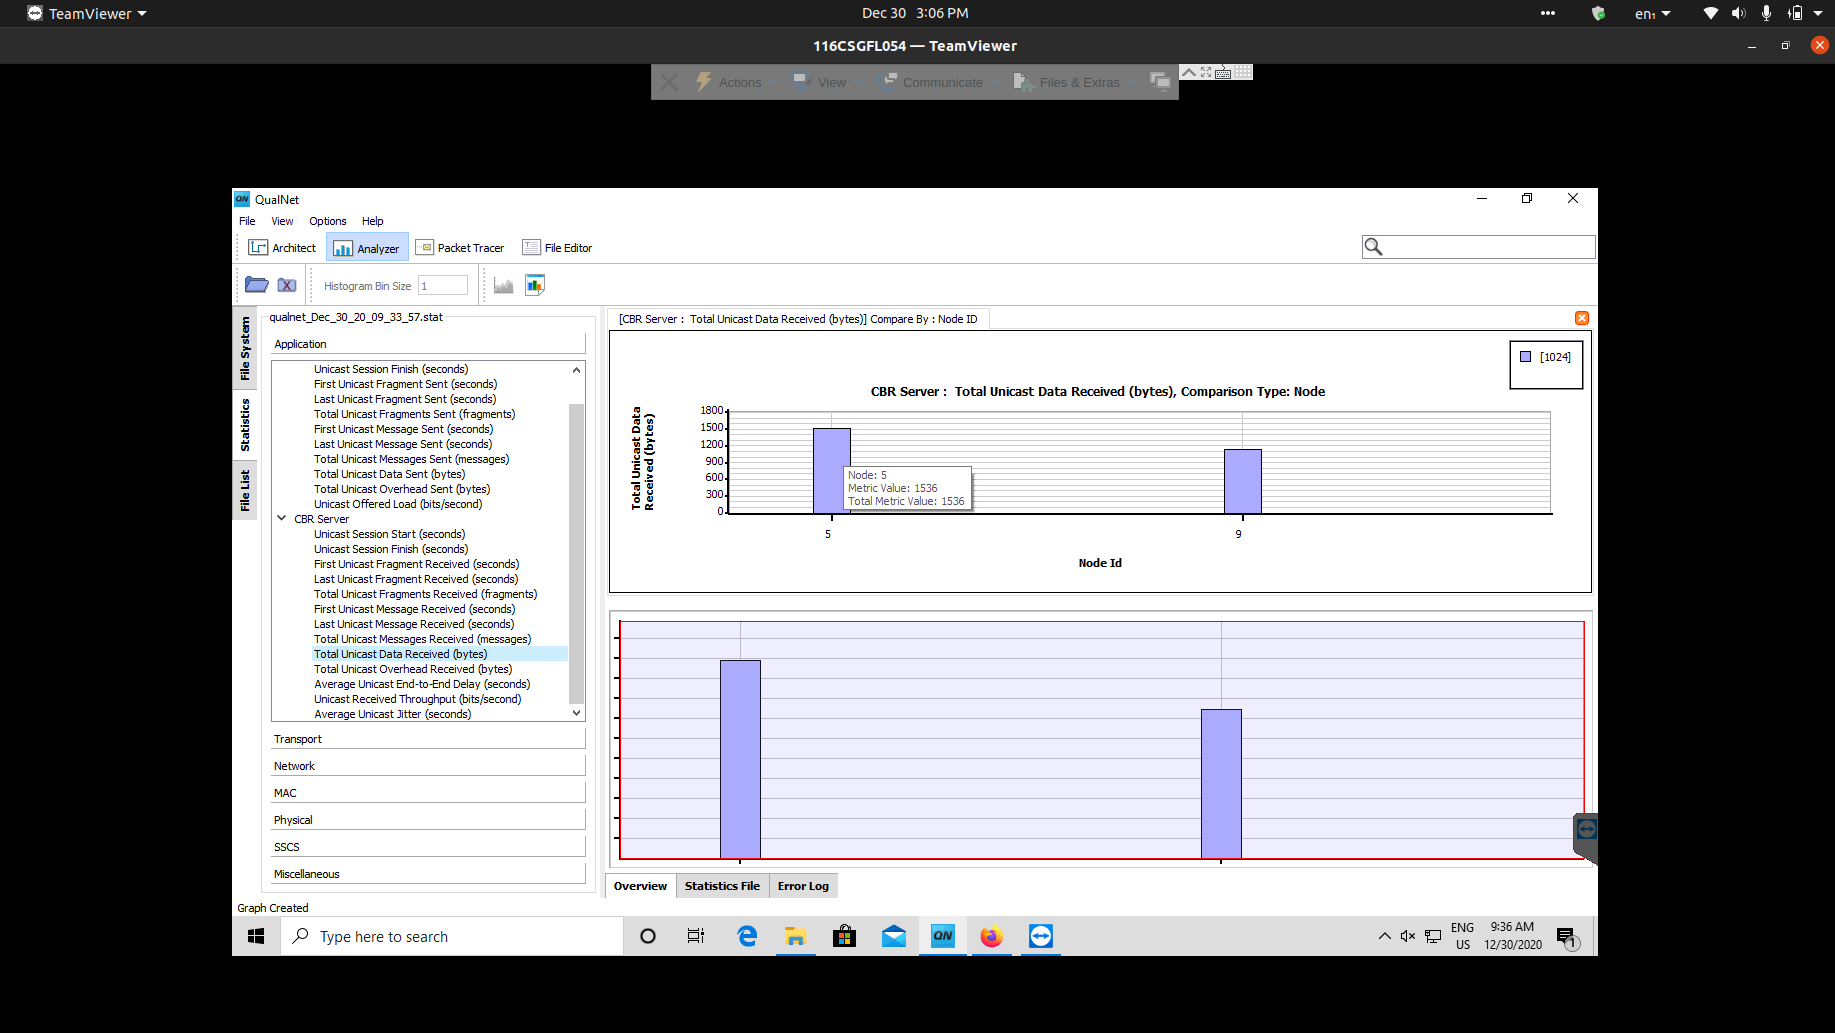 TeamViewer
Dec 30 3:06 PM
en₁
116CSGFL054 — TeamViewer
Actions
View
Communicate
Files & Extras
QN QualNet
File View Options Help
Architect
Analyzer
Packet Tracer
File Editor
Histogram Bin Size 1
File System
Statistics
File List
qualnet_Dec_30_20_09_33_57.stat
Application
Unicast Session Finish (seconds)
First Unicast Fragment Sent (seconds)
Last Unicast Fragment Sent (seconds)
Total Unicast Fragments Sent (fragments)
First Unicast Message Sent (seconds)
Last Unicast Message Sent (seconds)
Total Unicast Messages Sent (messages)
Total Unicast Data Sent (bytes)
Total Unicast Overhead Sent (bytes)
Unicast Offered Load (bits/second)
CBR Server
Unicast Session Start (seconds)
Unicast Session Finish (seconds)
First Unicast Fragment Received (seconds)
Last Unicast Fragment Received (seconds)
Total Unicast Fragments Received (fragments)
First Unicast Message Received (seconds)
Last Unicast Message Received (seconds)
Total Unicast Messages Received (messages)
Total Unicast Data Received (bytes)
Total Unicast Overhead Received (bytes)
Average Unicast End-to-End Delay (seconds)
Unicast Received Throughput (bits/second)
Average Unicast Jitter (seconds)
Transport
Network
MAC
Physical
SSCS
Miscellaneous
Graph Created
[CBR Server : Total Unicast Data Received (bytes)] Compare By : Node ID
[1024]
CBR Server : Total Unicast Data Received (bytes), Comparison Type: Node
Total Unicast Data
Received (bytes)
1800
1500
1200
900
600
300
0
Node: 5
Metric Value: 1536
Total Metric Value: 1536
5
9
Node Id
Overview
Statistics File
Error Log
Type here to search
QN
ENG
US
9:36 AM
12/30/2020
1